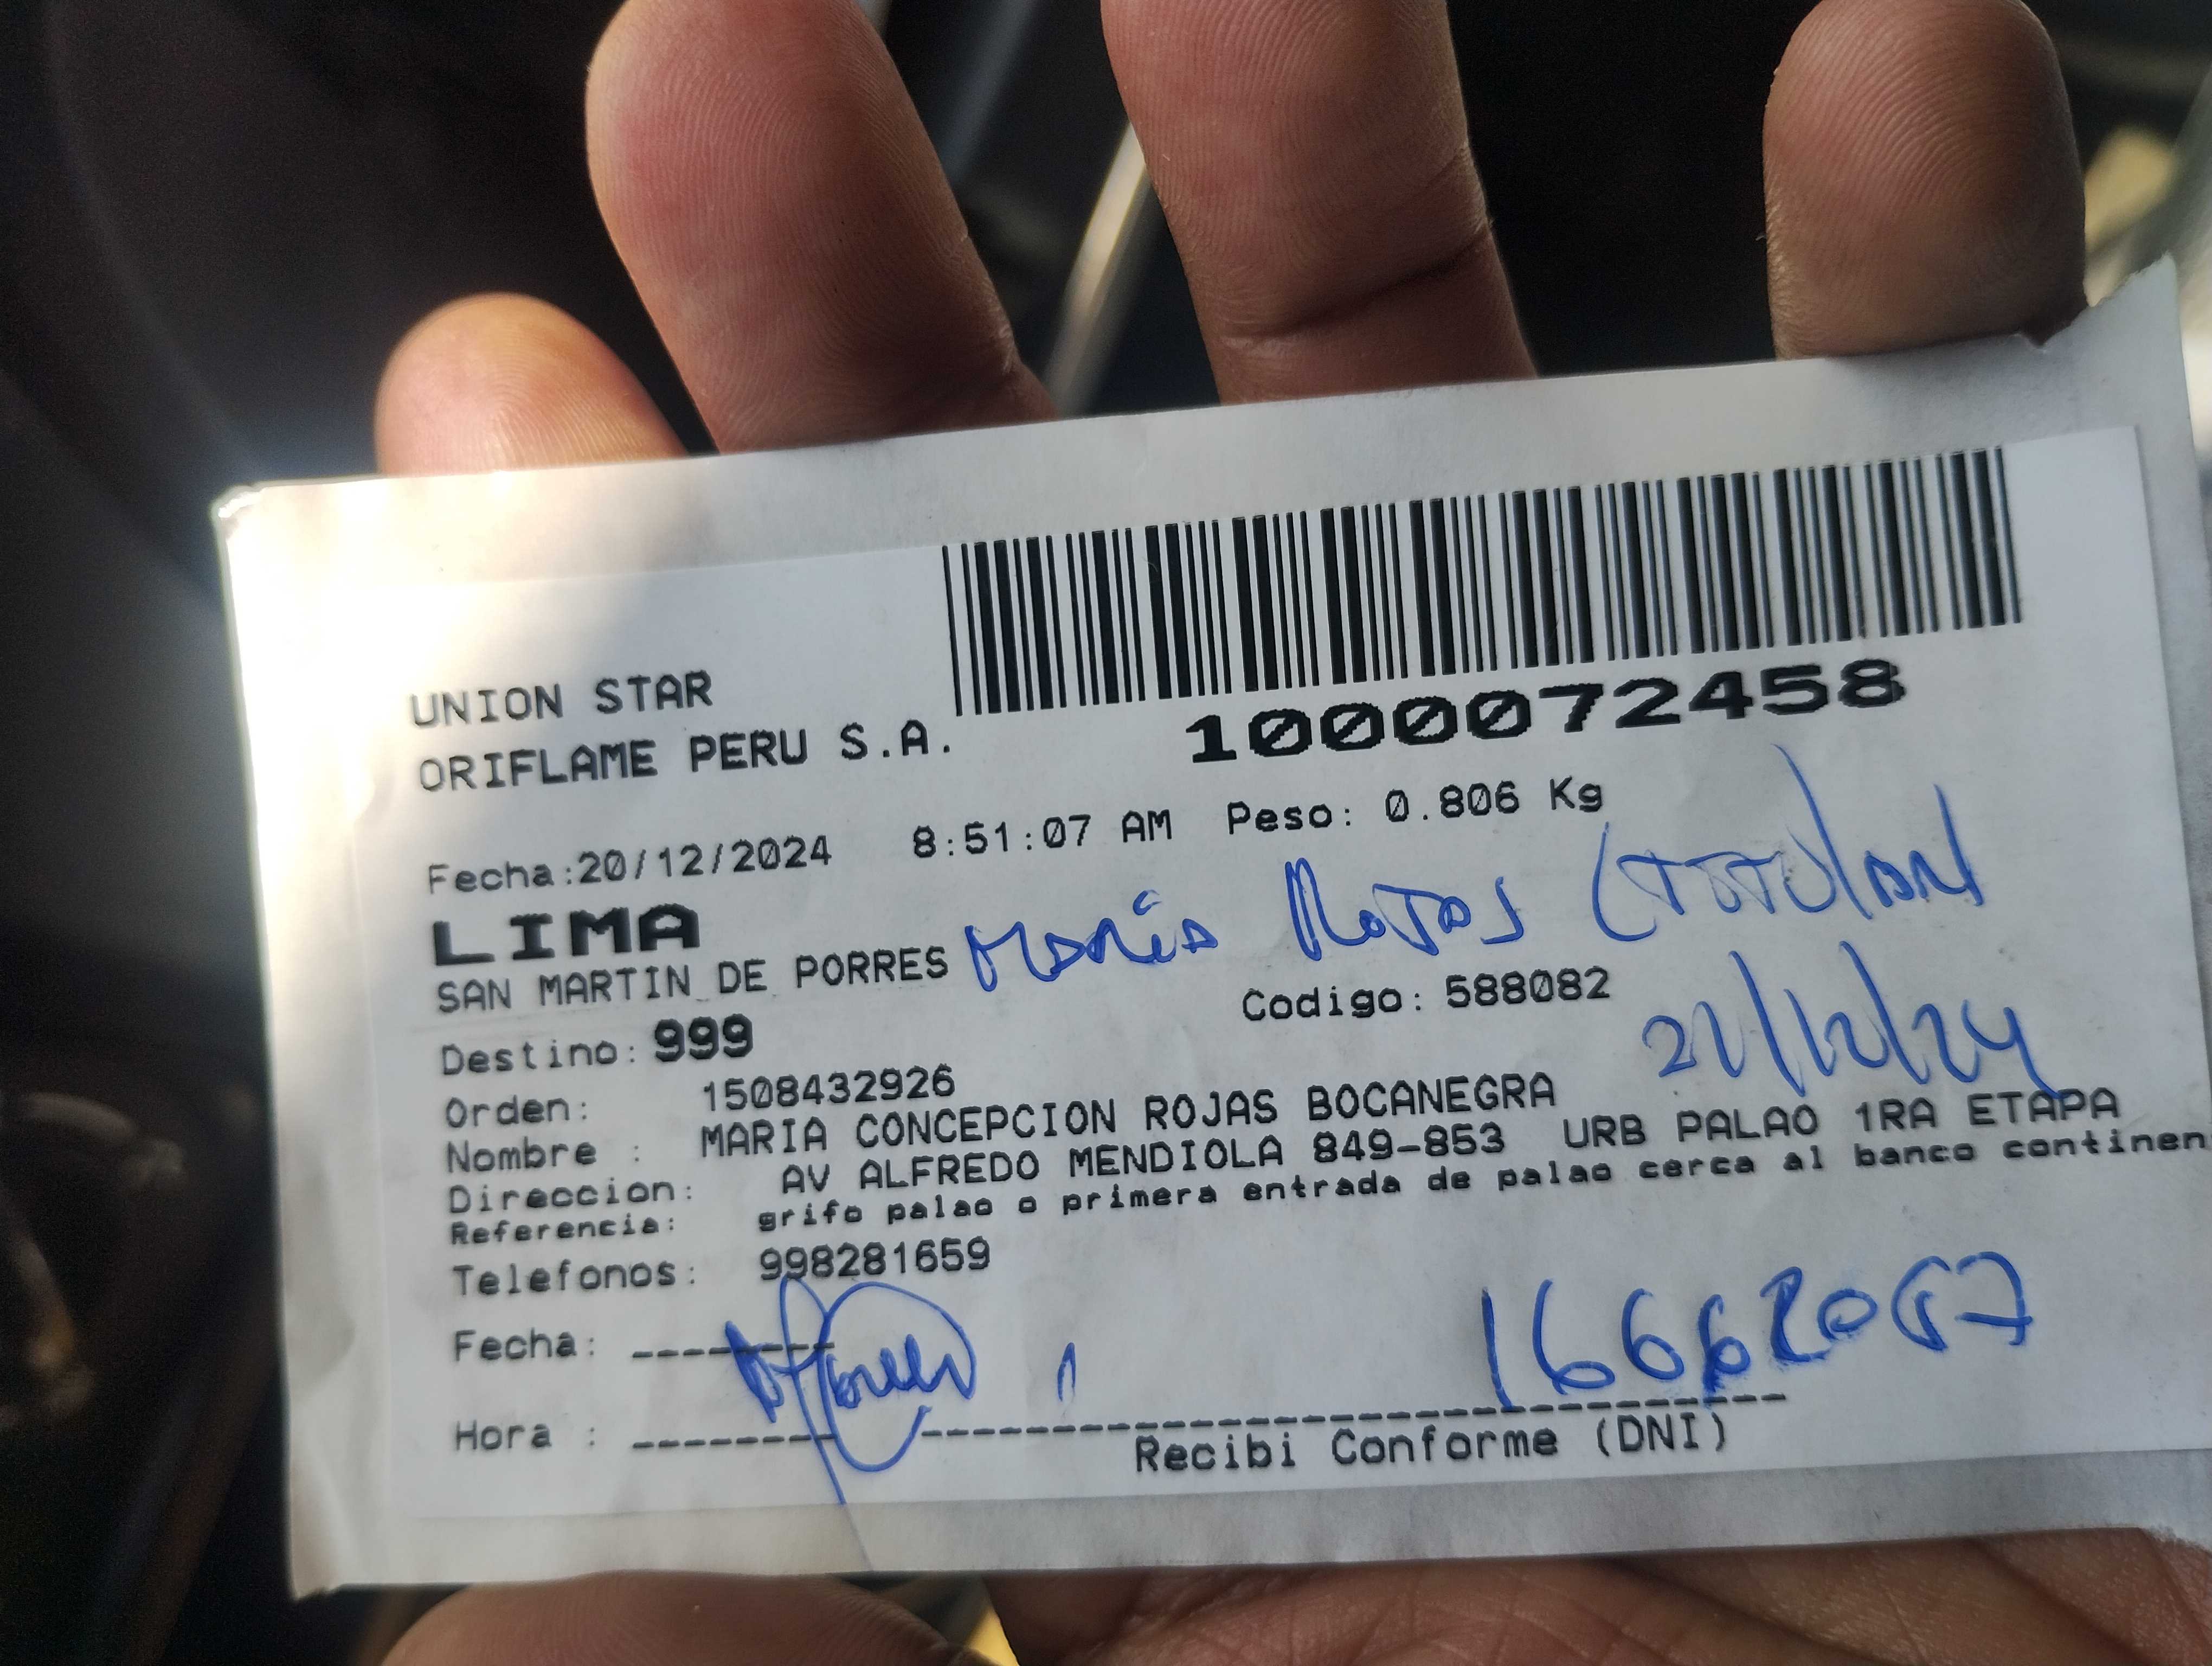 UNION STAR
ORIFLAME PERU S.A.
1000072458
Fecha:20/12/2024 8:51:07 AM Peso: 0.806 Kg
LIMA
SAN MARTIN DE PORRES María Rojas (TITULAR)
Destino: 999 Codigo: 588082
Orden: 1508432926
Nombre : MARIA CONCEPCION ROJAS BOCANEGRA
Direccion: AV ALFREDO MENDIOLA 849-853 URB PALAO 1RA ETAPA
Referencia: grifo palao o primera entrada de palao cerca al banco continen
Telefonos: 998281659
Fecha:
Hora :
Recibi Conforme (DNI)